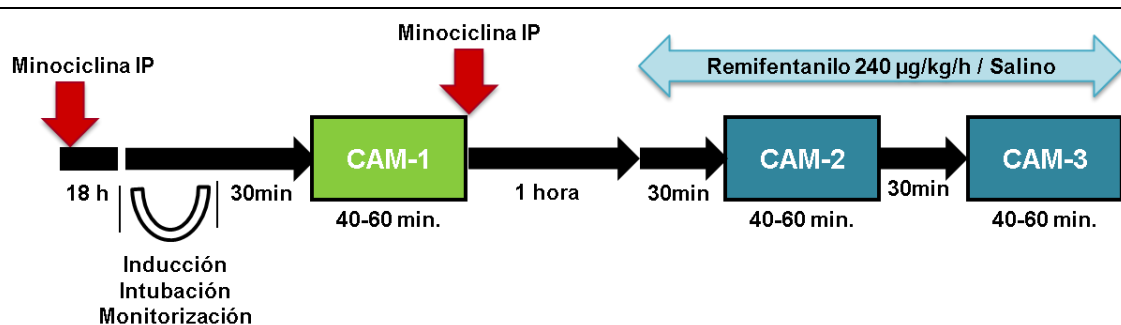 Minociclina IP
Minociclina IP
Remifentanilo 240 µg/kg/h / Salino
CAM-1
CAM-2
CAM-3
18 h
30min
1 hora
30min
30min
40-60 min.
40-60 min.
40-60 min.
Inducción
Intubación
Monitorización